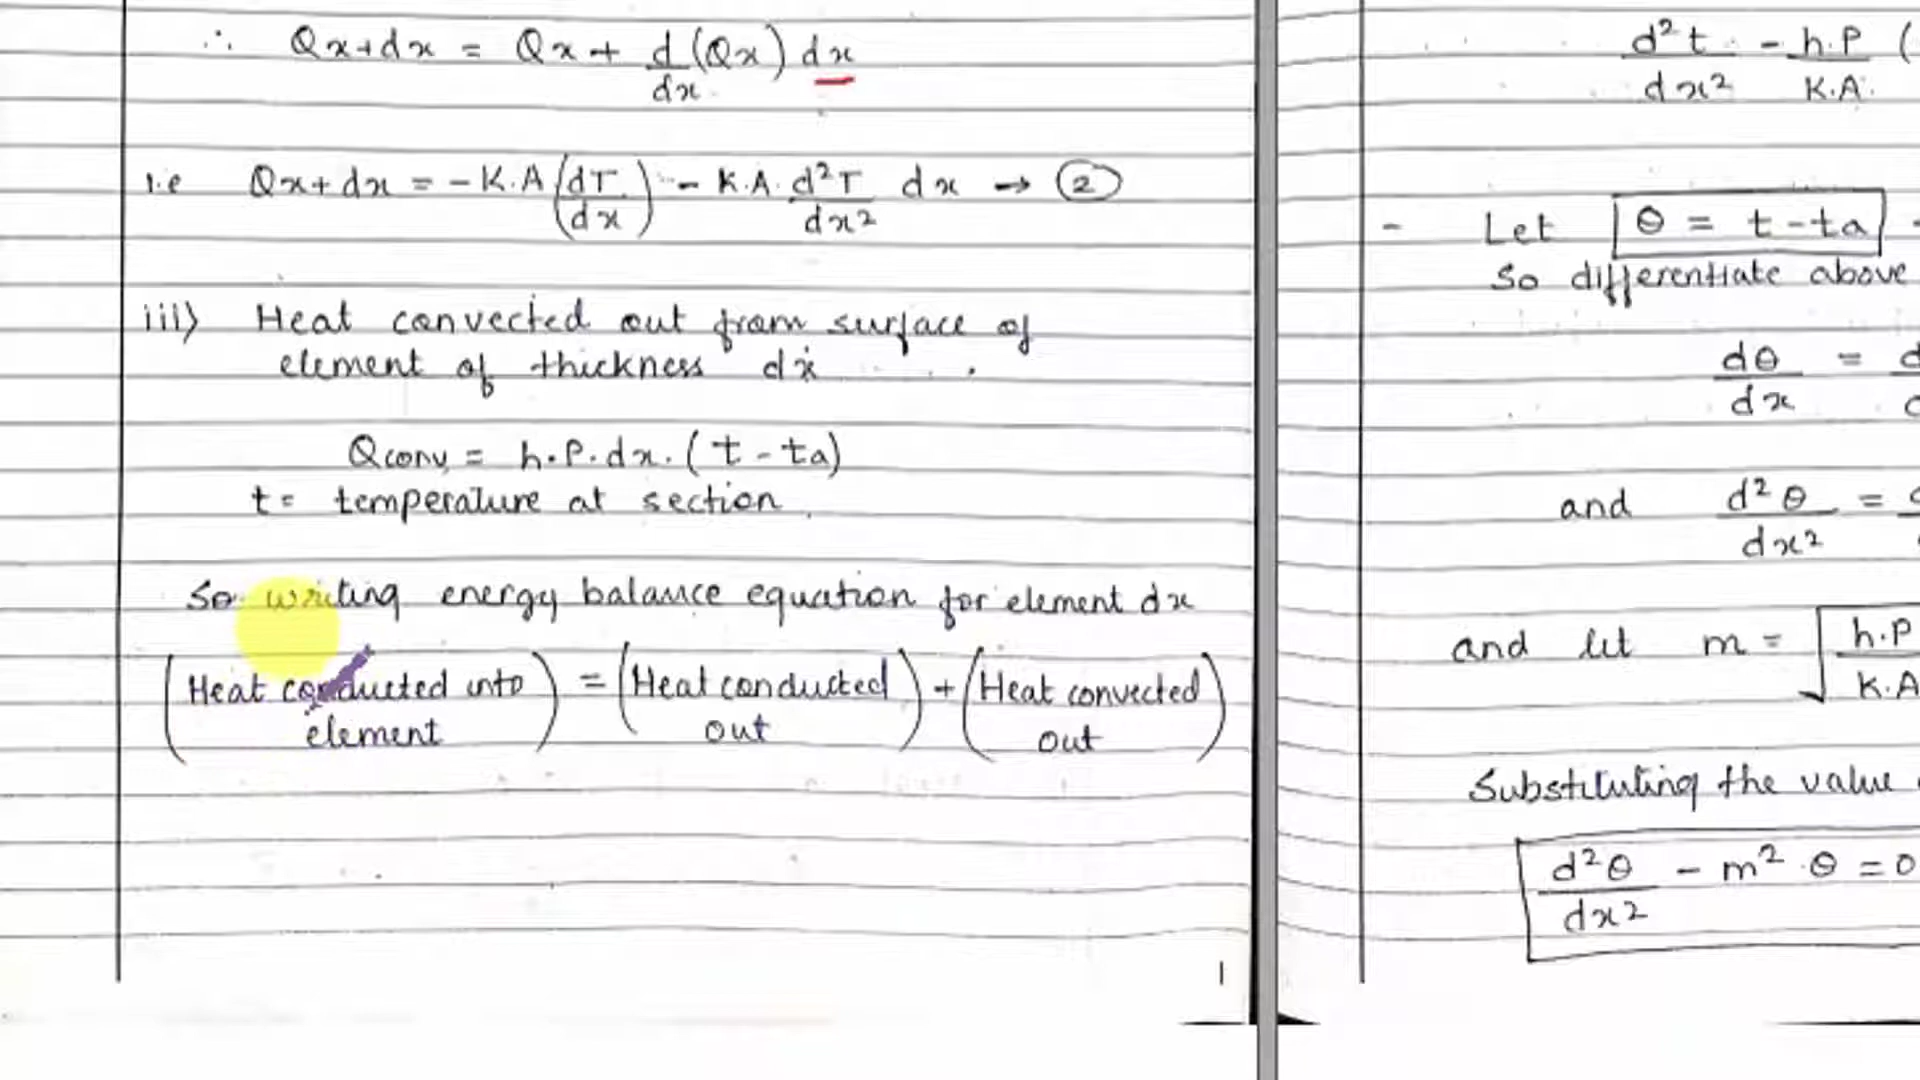 ∴ Qx+dx = Qx + d/dx (Qx) dx
i.e Qx+dx = - K.A (dT/dx) - K.A. d²T/dx² dx → ②
iii) Heat convected out from surface of
element of thickness dx
Qconv = h.P.dx.(t - ta)
t = temperature at section
So writing energy balance equation for element dx
(Heat conducted into element) = (Heat conducted out) + (Heat convected out)
1
d²t/dx² - h.P/K.A. (
- Let θ = t - ta
So differentiate above
dθ/dx =
and d²θ/dx² =
and let m = √h.P/K.A
Substituting the value
d²θ/dx² - m².θ = 0